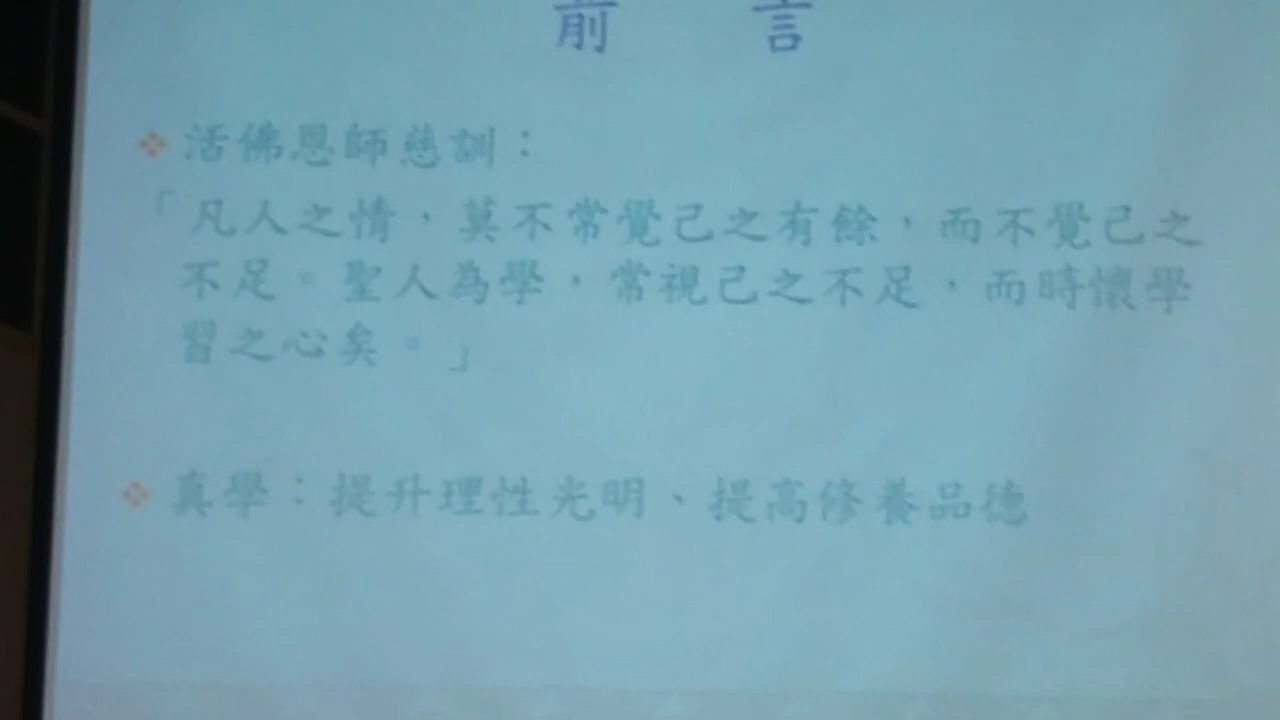 前言
活佛恩師慈訓：
「凡人之情，莫不常覺己之有餘，而不覺己之
不足。聖人為學，常視己之不足，而時懷學
習之心矣。」
真學：提升理性光明、提高修養品德